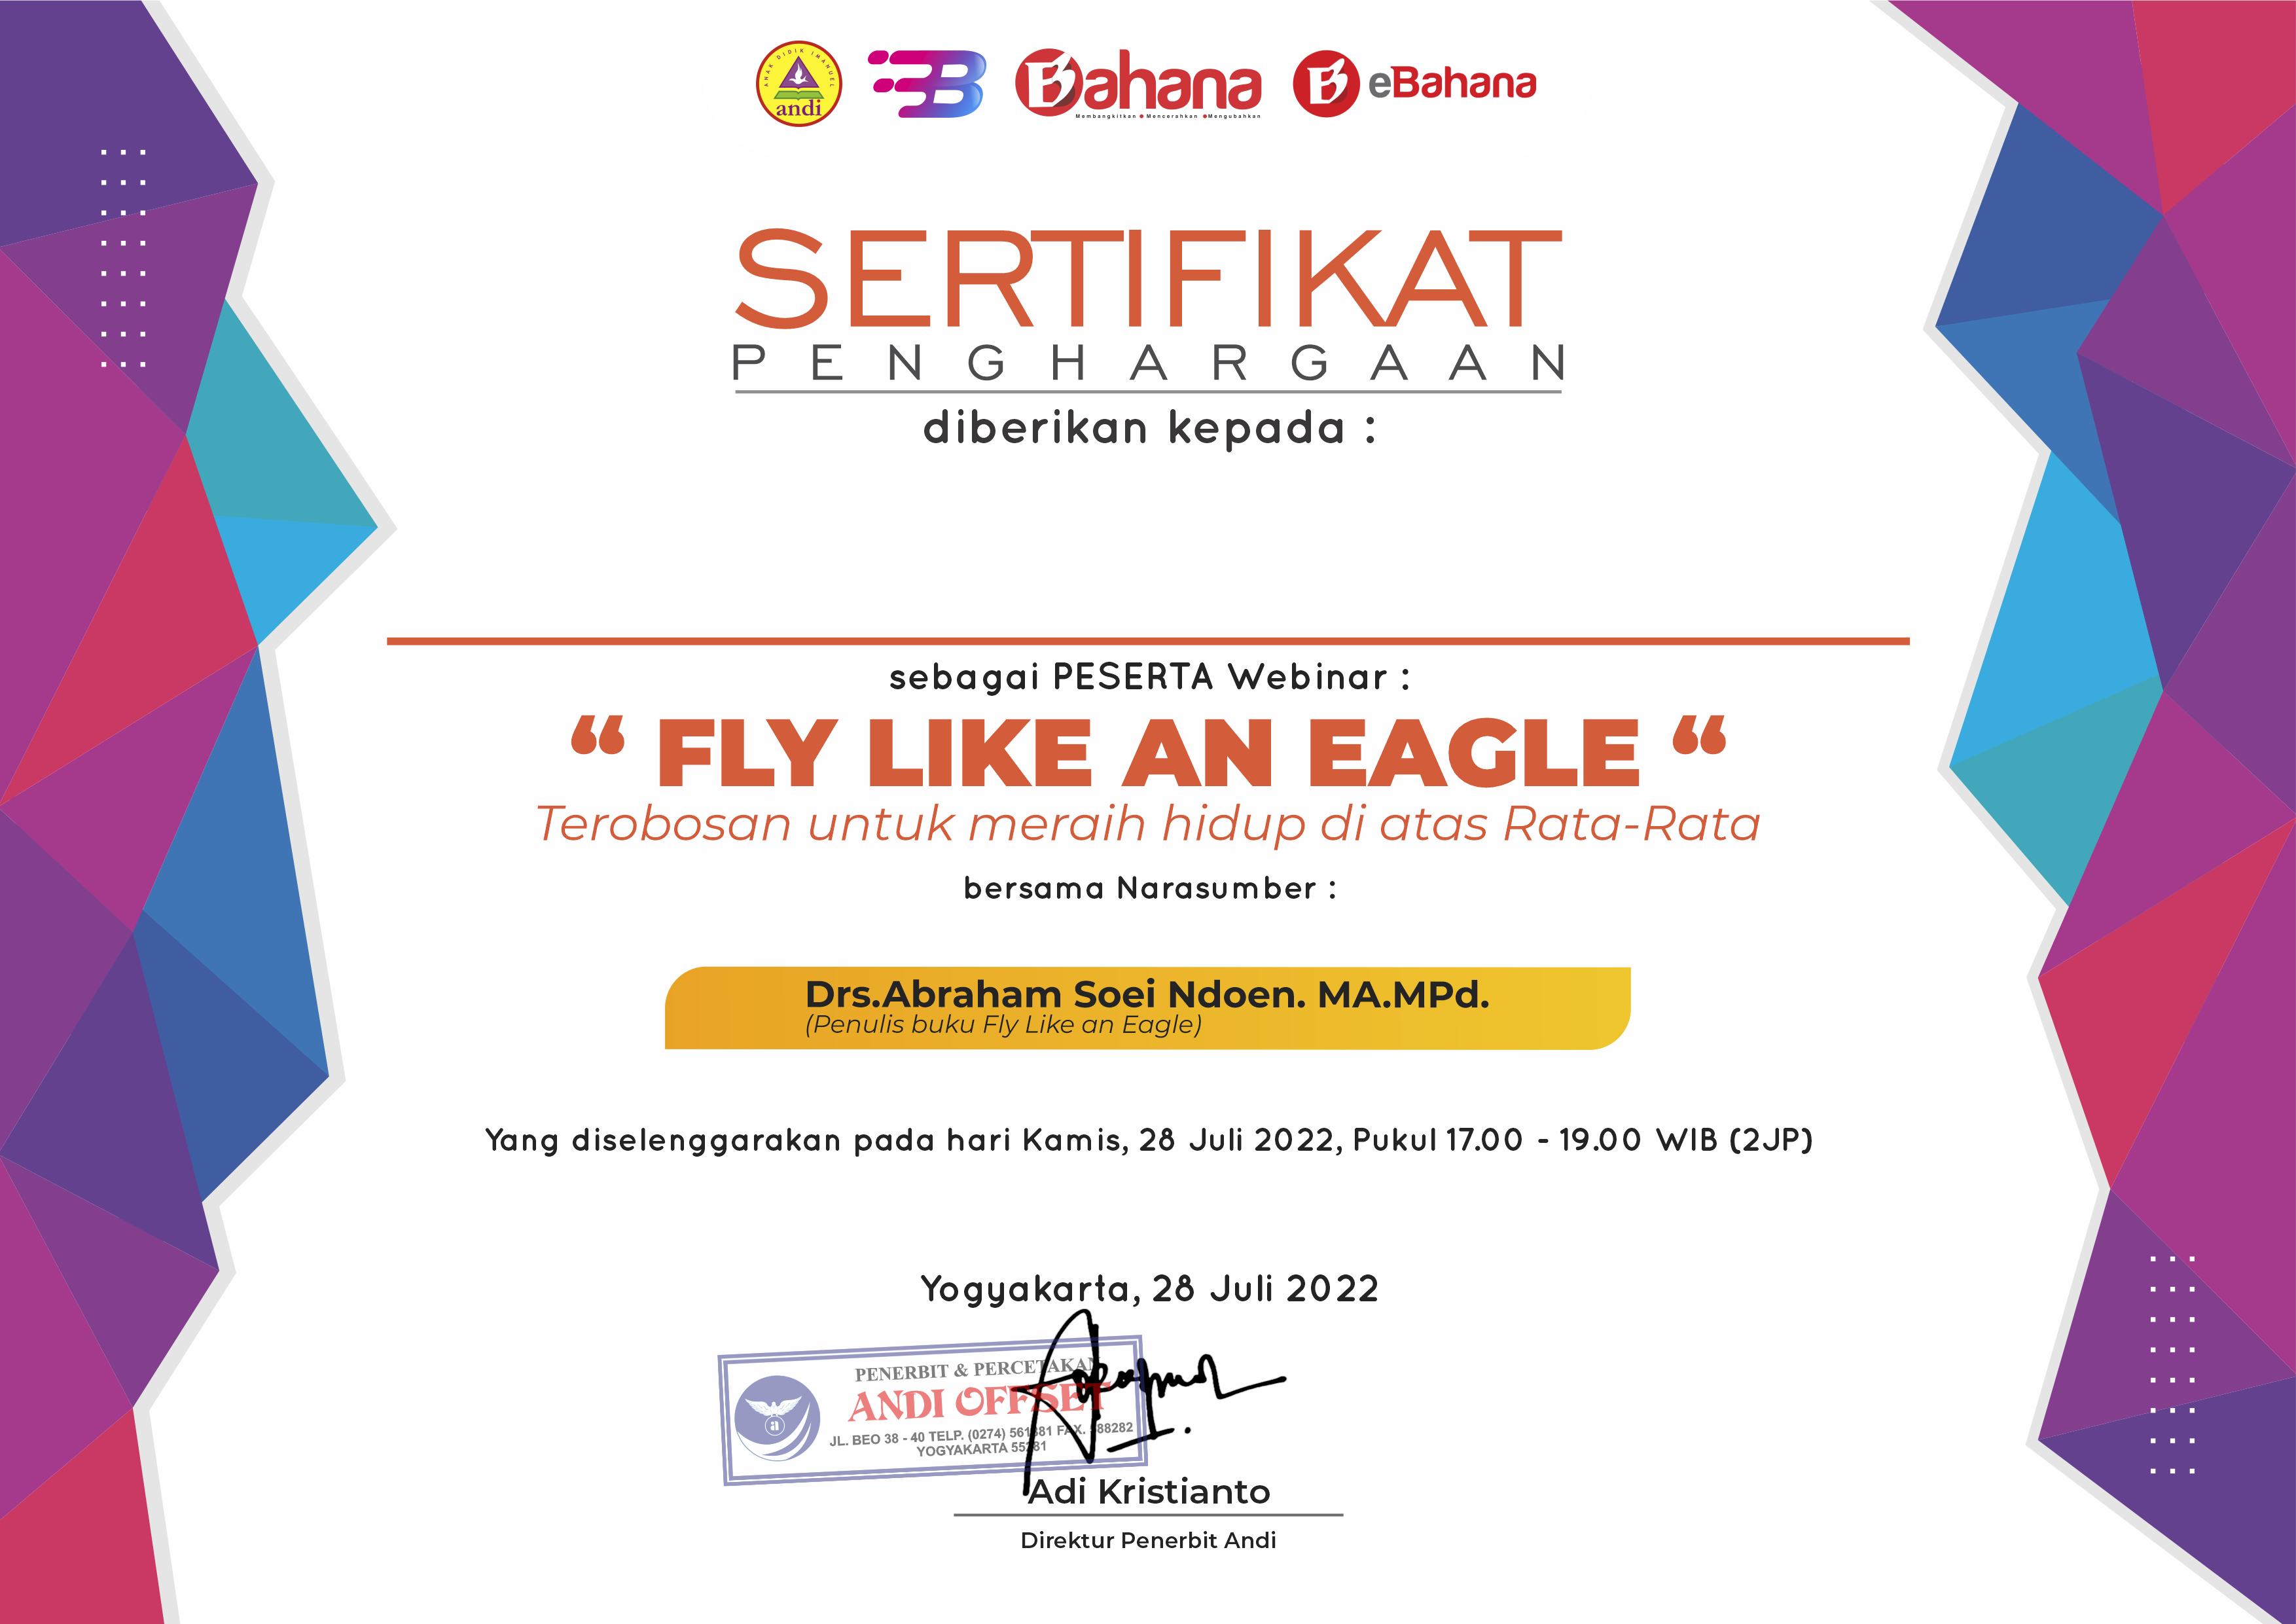 ANAK DIDIK IMANUEL
andi
B
Bahana
Membangkitkan ● Mencerahkan ● Mengubahkan
B eBahana
SERTIFIKAT
PENGHARGAAN
diberikan kepada :
sebagai PESERTA Webinar :
“ FLY LIKE AN EAGLE “
Terobosan untuk meraih hidup di atas Rata-Rata
bersama Narasumber :
Drs.Abraham Soei Ndoen. MA.MPd.
(Penulis buku Fly Like an Eagle)
Yang diselenggarakan pada hari Kamis, 28 Juli 2022, Pukul 17.00 - 19.00 WIB (2JP)
Yogyakarta, 28 Juli 2022
PENERBIT & PERCETAKAN
ANDI OFFSET
a
JL. BEO 38 - 40 TELP. (0274) FAX.
YOGYAKARTA
Adi Kristianto
Direktur Penerbit Andi